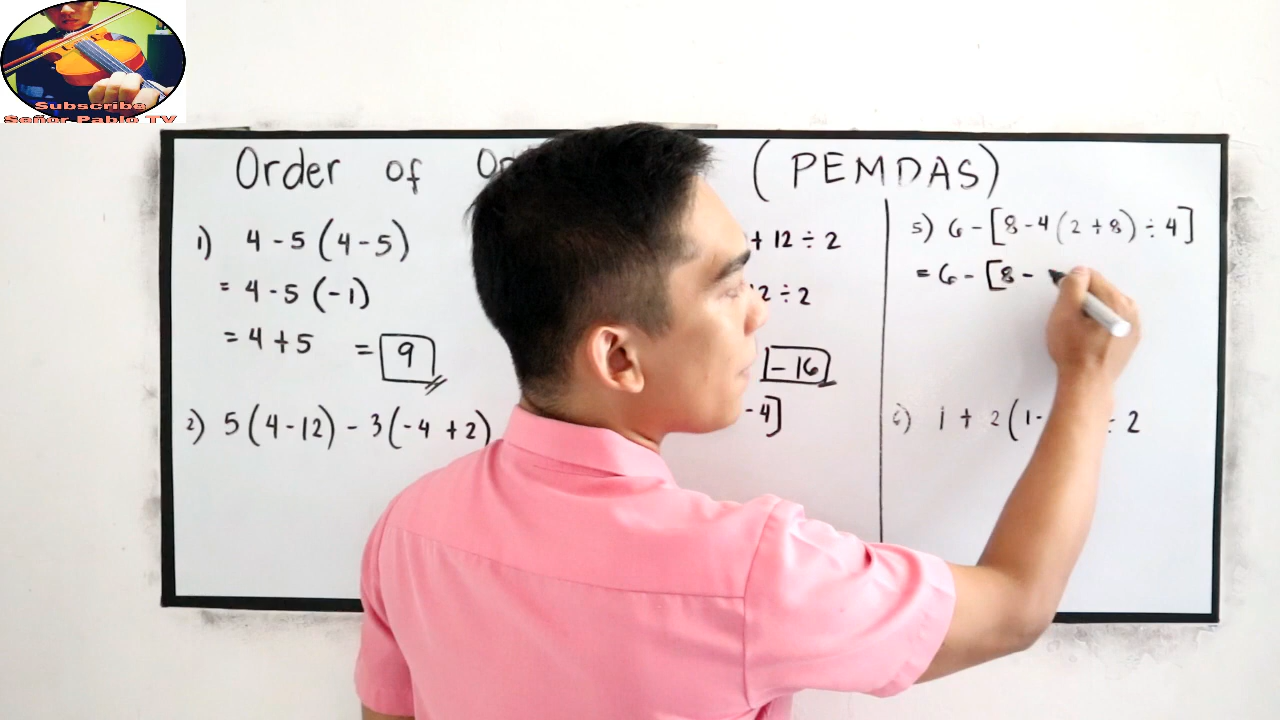 Subscribe
Señor Pablo TV
Order of (PEMDAS)
1) 4 - 5 (4 - 5)
= 4 - 5 (-1)
= 4 + 5 = 9
2) 5 (4 - 12) - 3 (-4 + 2)
+ 12 ÷ 2
2 ÷ 2
- 16
- 4]
5) 6 - [8 - 4 (2 + 8) ÷ 4]
= 6 - [8 -
6) 1 + 2 (1 - ÷ 2